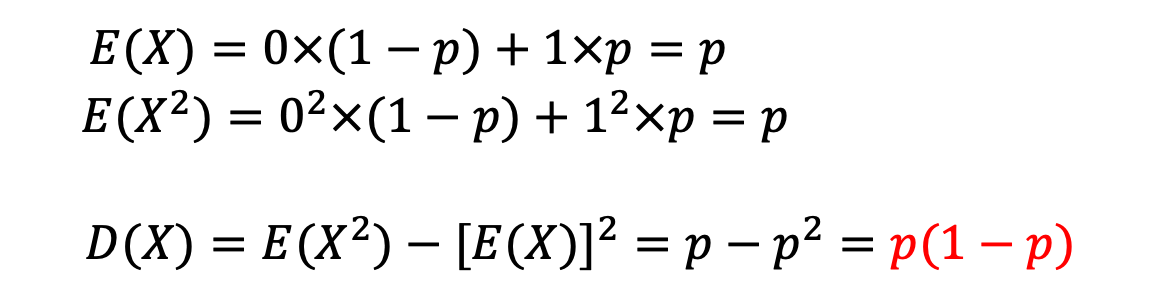 E(X) = 0×(1 − p) + 1×p = p
E(X²) = 0²×(1 − p) + 1²×p = p
D(X) = E(X²) − [E(X)]² = p − p² = p(1 − p)